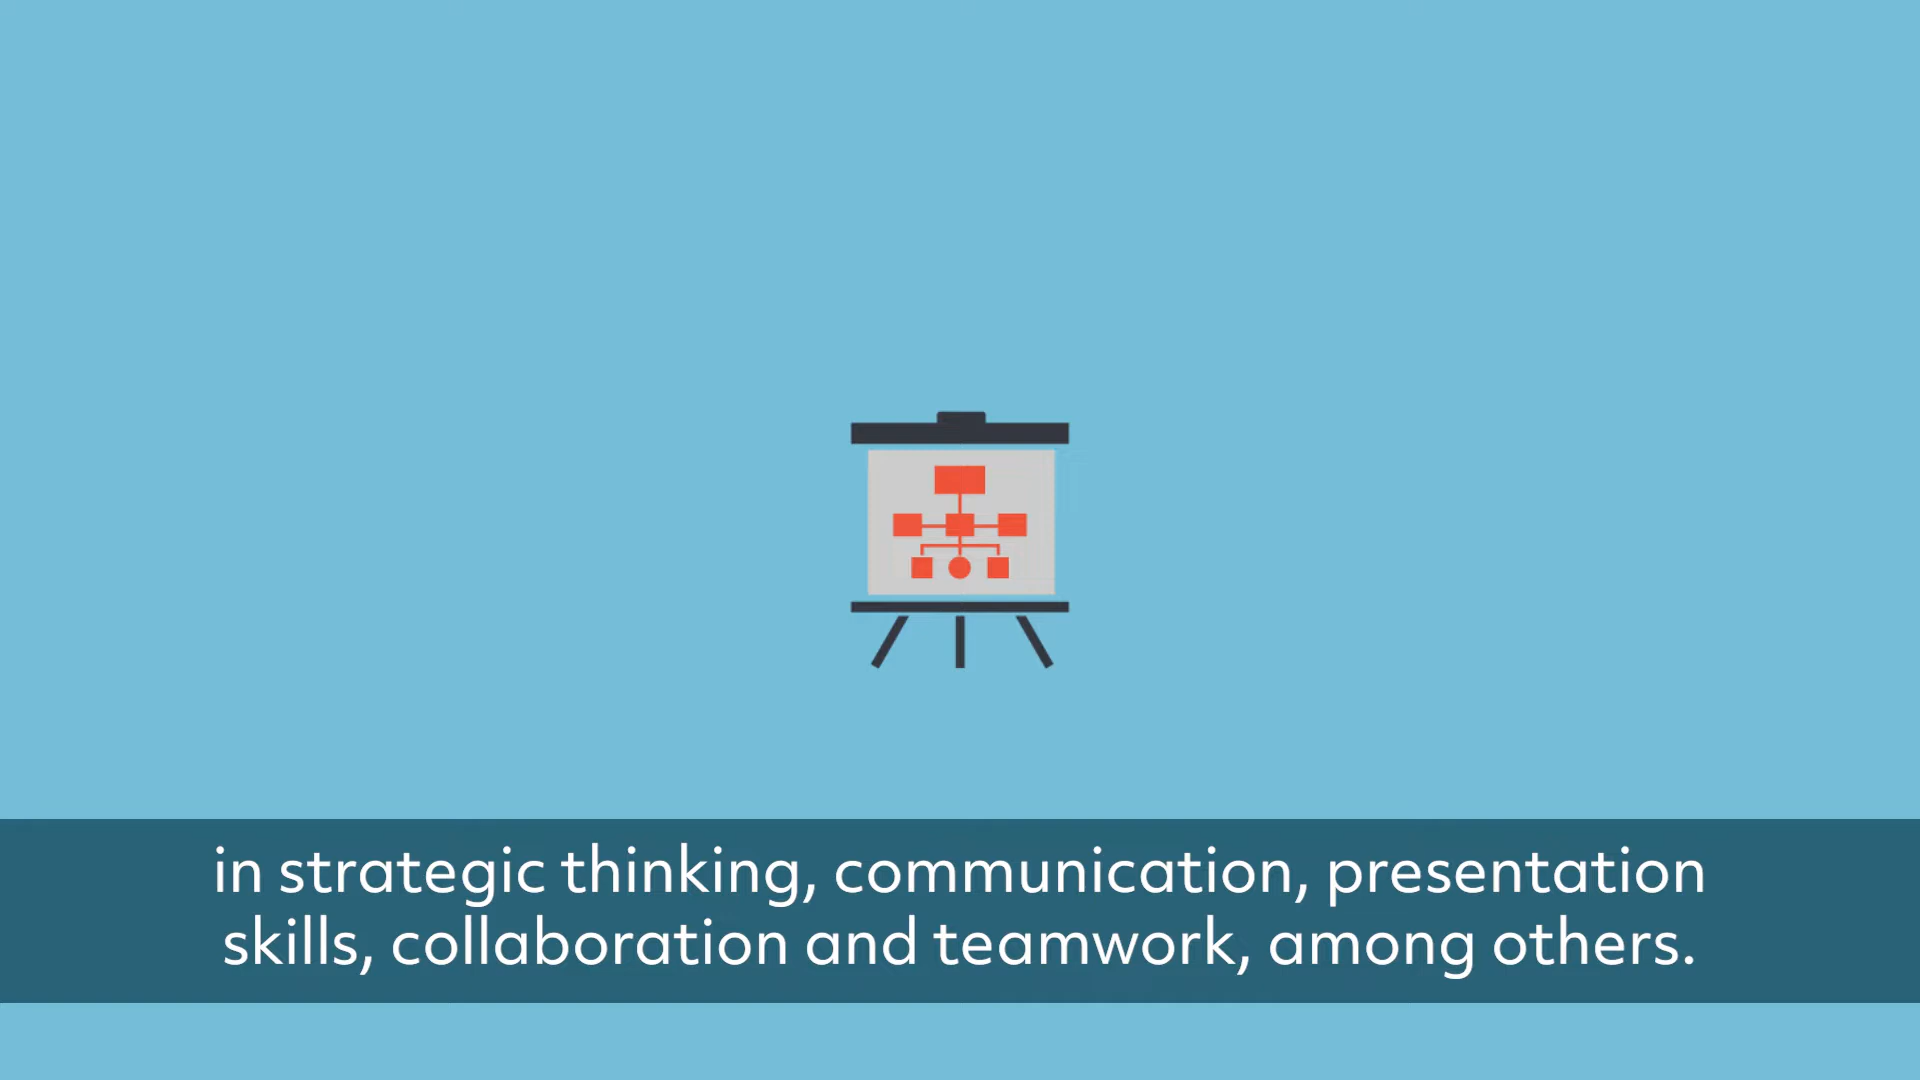 in strategic thinking, communication, presentation
skills, collaboration and teamwork, among others.